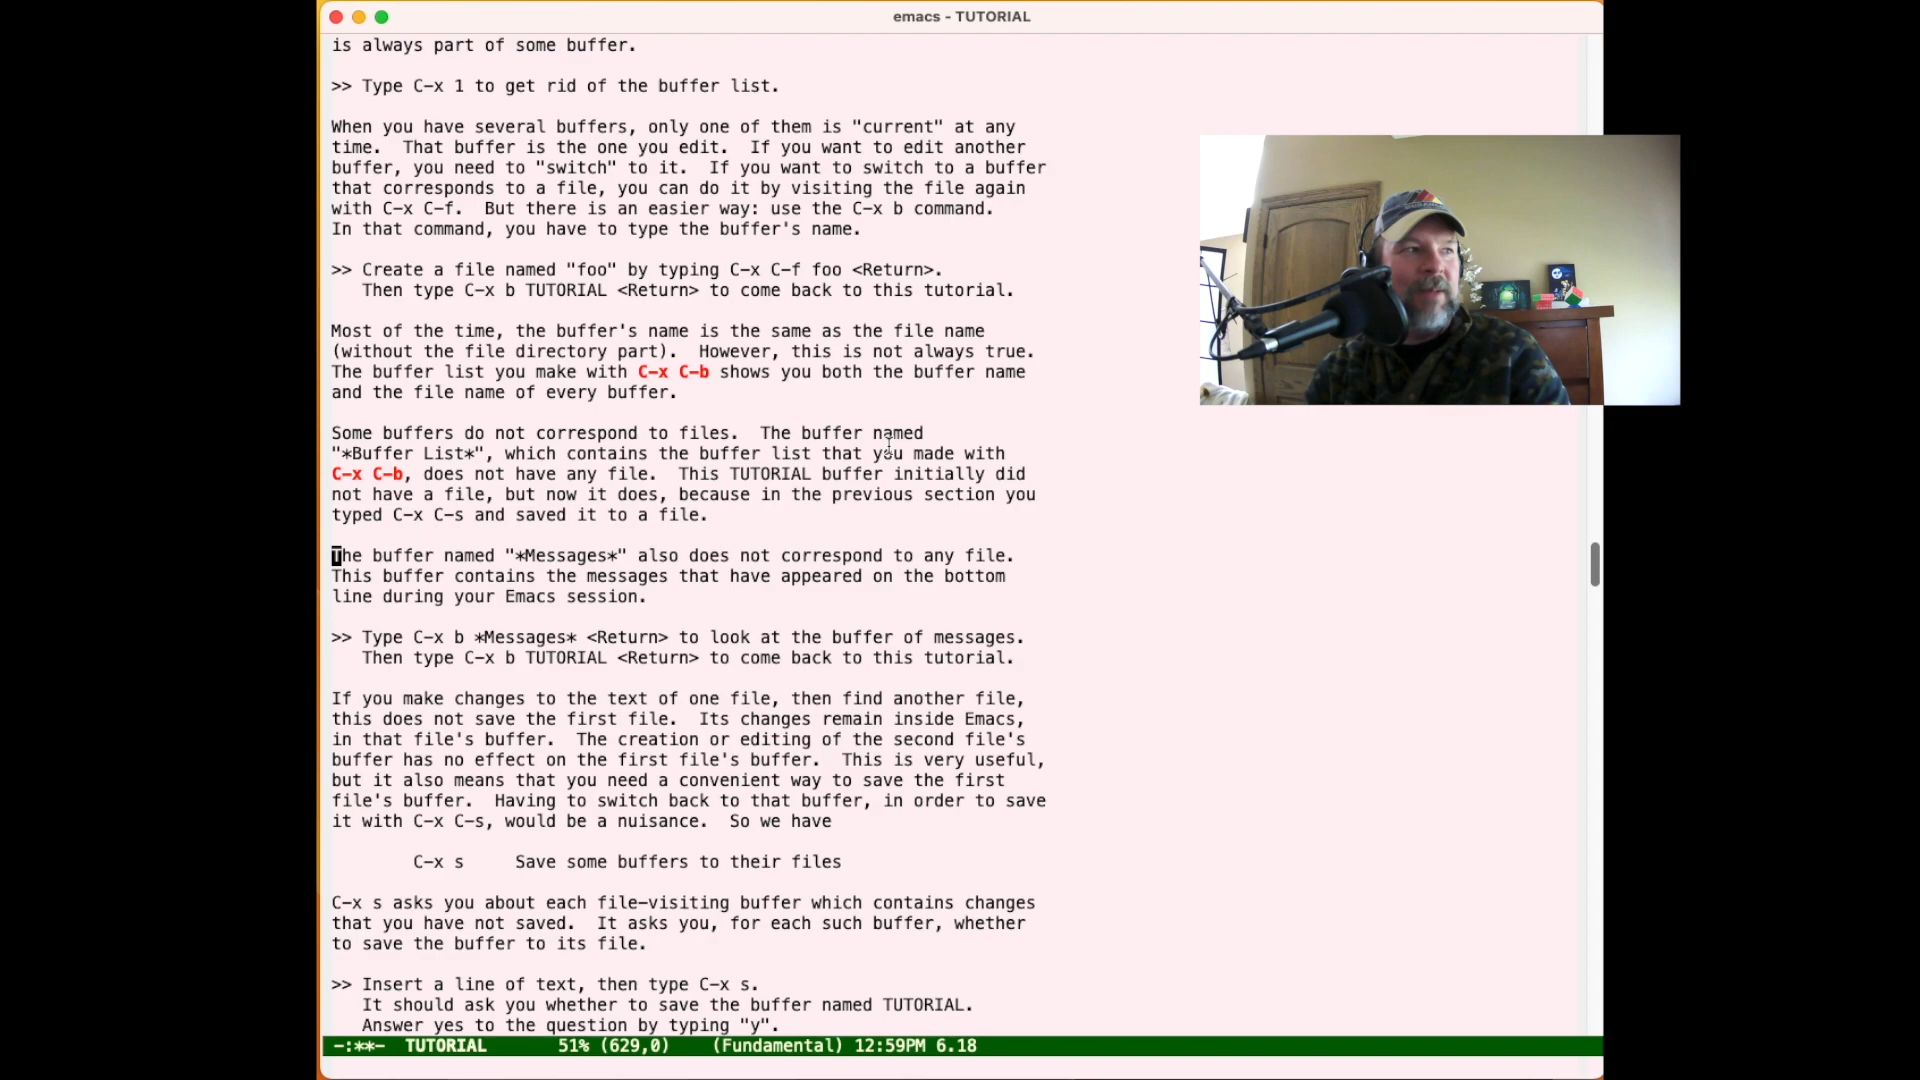 emacs - TUTORIAL
is always part of some buffer.
>> Type C-x 1 to get rid of the buffer list.
When you have several buffers, only one of them is "current" at any
time.  That buffer is the one you edit.  If you want to edit another
buffer, you need to "switch" to it.  If you want to switch to a buffer
that corresponds to a file, you can do it by visiting the file again
with C-x C-f.  But there is an easier way: use the C-x b command.
In that command, you have to type the buffer's name.
>> Create a file named "foo" by typing C-x C-f foo <Return>.
Then type C-x b TUTORIAL <Return> to come back to this tutorial.
Most of the time, the buffer's name is the same as the file name
(without the file directory part).  However, this is not always true.
The buffer list you make with C-x C-b shows you both the buffer name
and the file name of every buffer.
Some buffers do not correspond to files.  The buffer named
"*Buffer List*", which contains the buffer list that you made with
C-x C-b, does not have any file.  This TUTORIAL buffer initially did
not have a file, but now it does, because in the previous section you
typed C-x C-s and saved it to a file.
The buffer named "*Messages*" also does not correspond to any file.
This buffer contains the messages that have appeared on the bottom
line during your Emacs session.
>> Type C-x b *Messages* <Return> to look at the buffer of messages.
Then type C-x b TUTORIAL <Return> to come back to this tutorial.
If you make changes to the text of one file, then find another file,
this does not save the first file.  Its changes remain inside Emacs,
in that file's buffer.  The creation or editing of the second file's
buffer has no effect on the first file's buffer.  This is very useful,
but it also means that you need a convenient way to save the first
file's buffer.  Having to switch back to that buffer, in order to save
it with C-x C-s, would be a nuisance.  So we have
C-x s     Save some buffers to their files
C-x s asks you about each file-visiting buffer which contains changes
that you have not saved.  It asks you, for each such buffer, whether
to save the buffer to its file.
>> Insert a line of text, then type C-x s.
It should ask you whether to save the buffer named TUTORIAL.
Answer yes to the question by typing "y".
-:**-  TUTORIAL       51% (629,0)    (Fundamental) 12:59PM 6.18